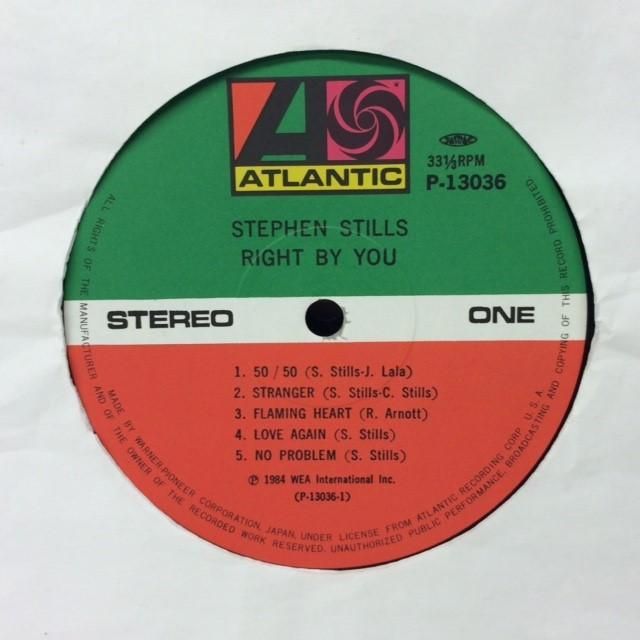 ATLANTIC
33⅓RPM
P-13036
STEPHEN STILLS
RIGHT BY YOU
STEREO
ONE
1. 50 / 50 (S. Stills-J. Lala)
2. STRANGER (S. Stills-C. Stills)
3. FLAMING HEART (R. Arnott)
4. LOVE AGAIN (S. Stills)
5. NO PROBLEM (S. Stills)
Ⓟ 1984 WEA International Inc.
(P-13036-1)
ALL RIGHTS OF THE MANUFACTURER AND OF THE OWNER OF THE RECORDED WORK RESERVED. UNAUTHORIZED PUBLIC PERFORMANCE, BROADCASTING AND COPYING OF THIS RECORD PROHIBITED.
MADE BY WARNER-PIONEER CORPORATION, JAPAN, UNDER LICENSE FROM ATLANTIC RECORDING CORP. U.S.A.